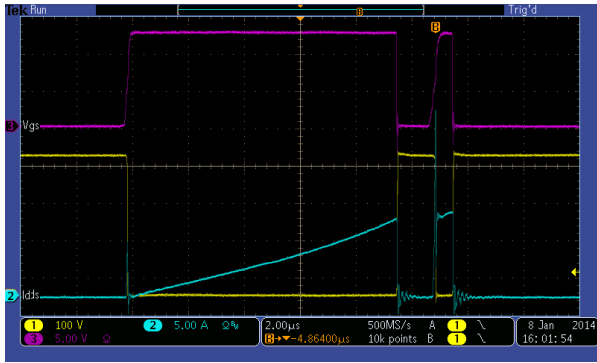 Tek Run Trig'd
B
B
3 Vgs
2 Ids
1 100 V 2 5.00 A Ω 2.00μs 500MS/s A 1 8 Jan 2014
3 5.00 V Ω B→▼-4.86400μs 10k points B 1 16:01:54